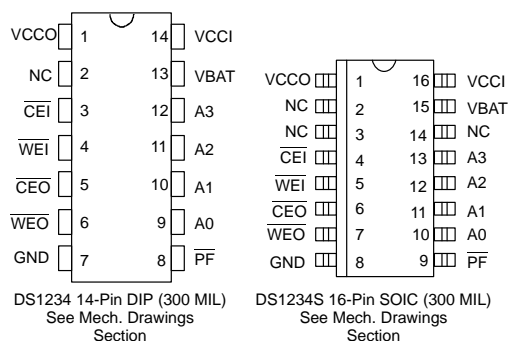 VCCO 1 14 VCCI
NC 2 13 VBAT
CEI 3 12 A3
WEI 4 11 A2
CEO 5 10 A1
WEO 6 9 A0
GND 7 8 PF
DS1234 14-Pin DIP (300 MIL)
See Mech. Drawings
Section
VCCO 1 16 VCCI
NC 2 15 VBAT
NC 3 14 NC
CEI 4 13 A3
WEI 5 12 A2
CEO 6 11 A1
WEO 7 10 A0
GND 8 9 PF
DS1234S 16-Pin SOIC (300 MIL)
See Mech. Drawings
Section